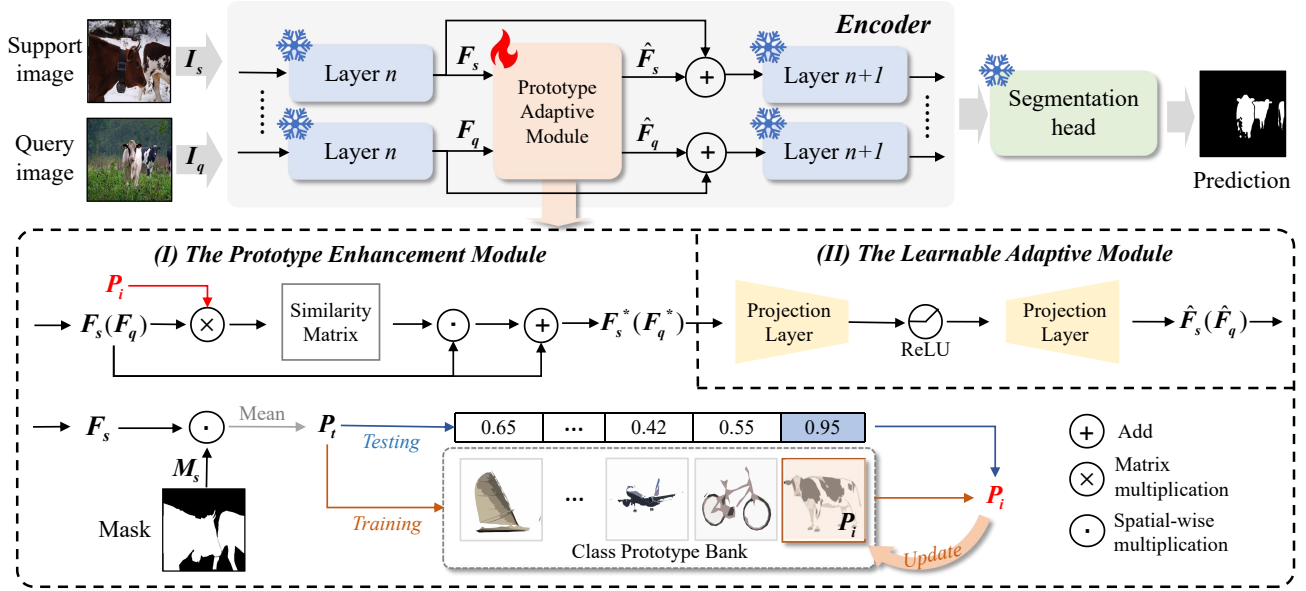 Support
image
I_s
Encoder
Layer n
F_s
Prototype
Adaptive
Module
F̂_s
+
Layer n+1
Segmentation
head
Query
image
I_q
Layer n
F_q
F̂_q
+
Layer n+1
Prediction
(I) The Prototype Enhancement Module
(II) The Learnable Adaptive Module
P_i
F_s(F_q)
×
Similarity
Matrix
·
+
F_s^*(F_q^*)
Projection
Layer
ReLU
Projection
Layer
F̂_s(F̂_q)
F_s
·
Mean
P_t
Testing
0.65 ... 0.42 0.55 0.95
M_s
Mask
Training
...
P_i
Class Prototype Bank
P_i
Update
+ Add
× Matrix
multiplication
· Spatial-wise
multiplication